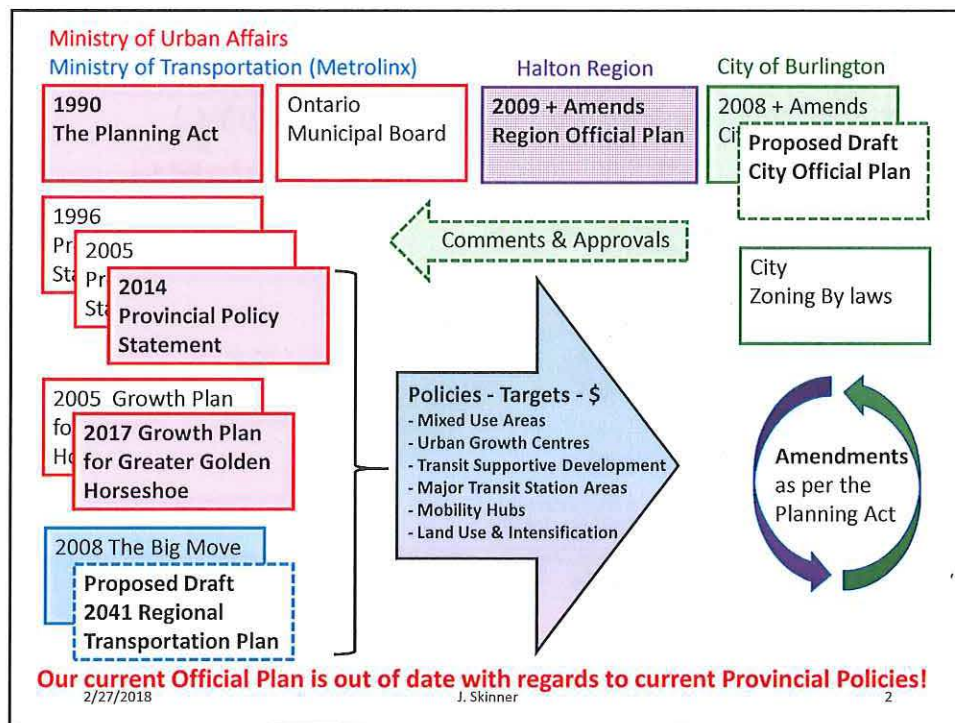 Ministry of Urban Affairs
Ministry of Transportation (Metrolinx)
Halton Region
City of Burlington
1990
The Planning Act
Ontario
Municipal Board
2009 + Amends
Region Official Plan
2008 + Amends
Proposed Draft
City Official Plan
1996
2005
2014
Provincial Policy
Statement
Comments & Approvals
City
Zoning By laws
2005 Growth Plan
2017 Growth Plan
for Greater Golden
Horseshoe
2008 The Big Move
Proposed Draft
2041 Regional
Transportation Plan
Policies - Targets - $
- Mixed Use Areas
- Urban Growth Centres
- Transit Supportive Development
- Major Transit Station Areas
- Mobility Hubs
- Land Use & Intensification
Amendments
as per the
Planning Act
Our current Official Plan is out of date with regards to current Provincial Policies!
2/27/2018
J. Skinner
2